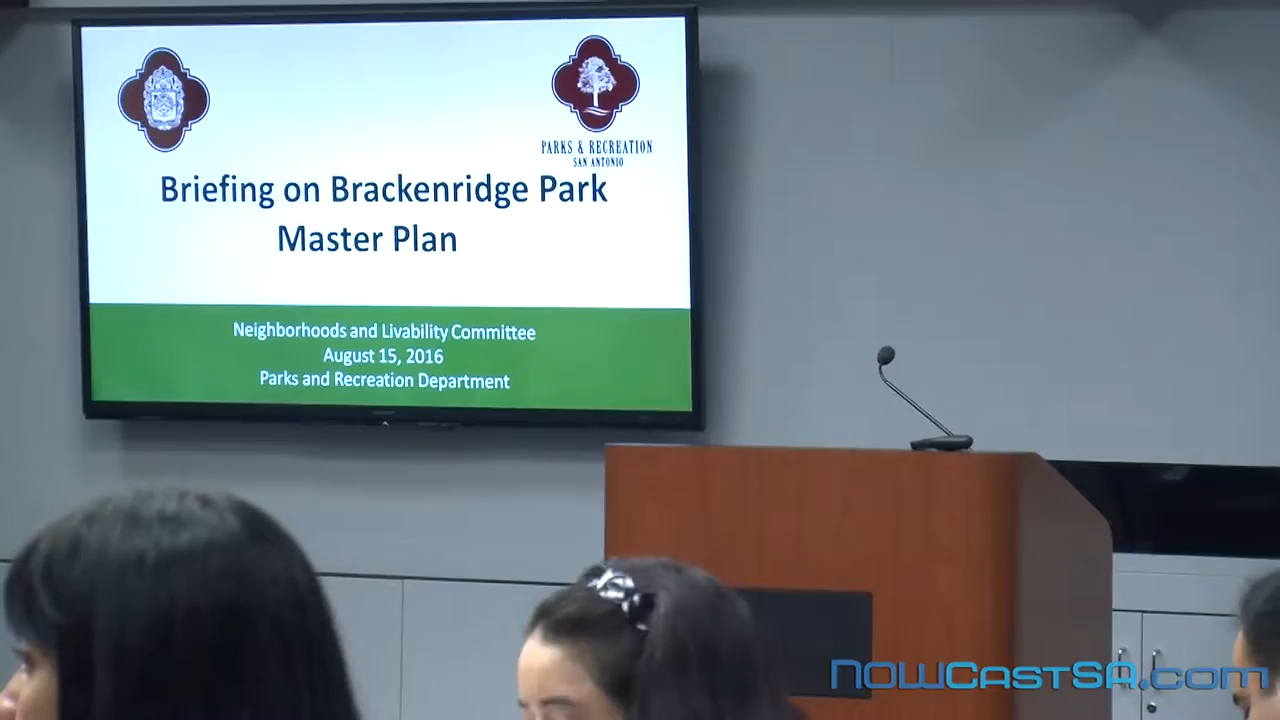 PARKS & RECREATION
SAN ANTONIO
Briefing on Brackenridge Park
Master Plan
Neighborhoods and Livability Committee
August 15, 2016
Parks and Recreation Department
NOWCASTSA.com